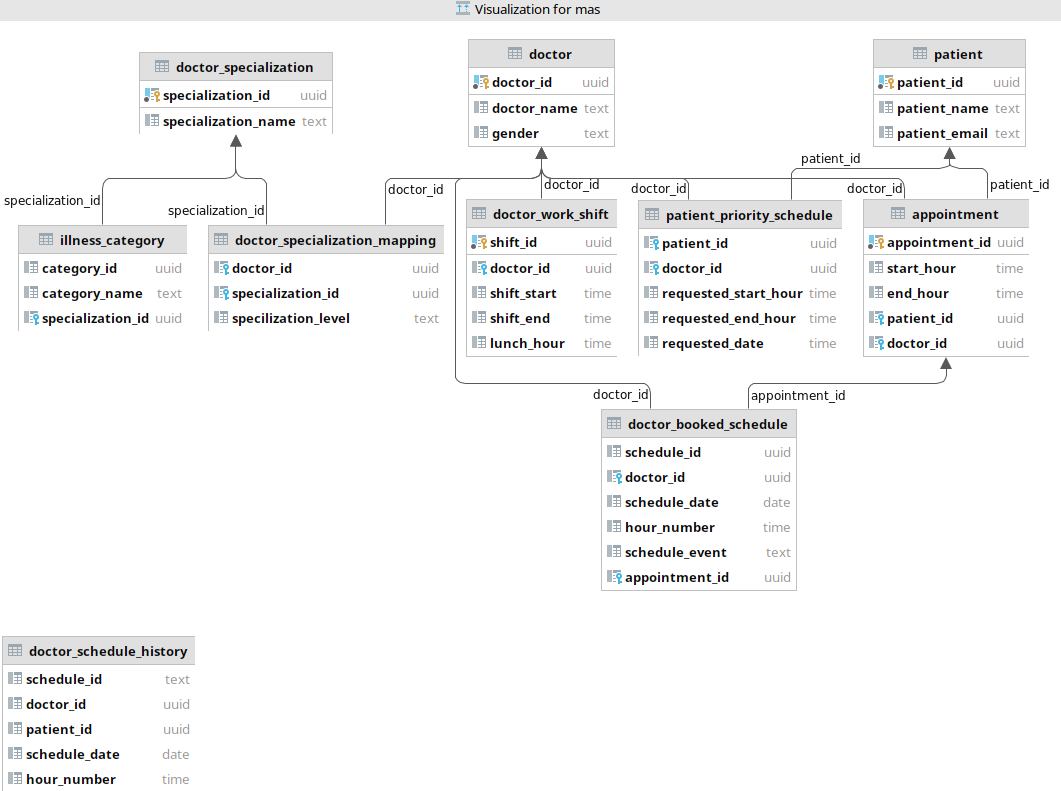 Visualization for mas
doctor_specialization
specialization_id uuid
specialization_name text
doctor
doctor_id uuid
doctor_name text
gender text
patient
patient_id uuid
patient_name text
patient_email text
specialization_id
specialization_id
doctor_id
doctor_id
doctor_id
patient_id
doctor_id
patient_id
illness_category
category_id uuid
category_name text
specialization_id uuid
doctor_specialization_mapping
doctor_id uuid
specialization_id uuid
specilization_level text
doctor_work_shift
shift_id uuid
doctor_id uuid
shift_start time
shift_end time
lunch_hour time
patient_priority_schedule
patient_id uuid
doctor_id uuid
requested_start_hour time
requested_end_hour time
requested_date time
appointment
appointment_id uuid
start_hour time
end_hour time
patient_id uuid
doctor_id uuid
doctor_id
appointment_id
doctor_booked_schedule
schedule_id uuid
doctor_id uuid
schedule_date date
hour_number time
schedule_event text
appointment_id uuid
doctor_schedule_history
schedule_id text
doctor_id uuid
patient_id uuid
schedule_date date
hour_number time